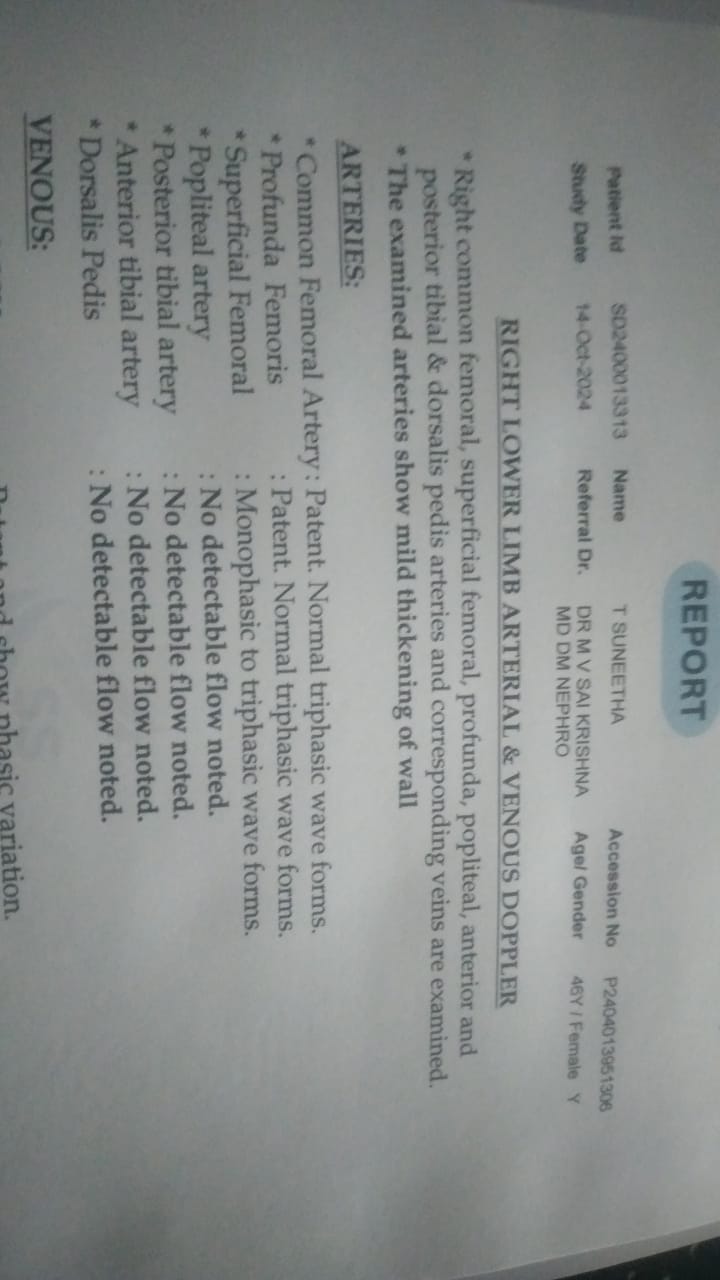 REPORT
Patient Id SD2400013313 Name T SUNEETHA Accession No P2404013951306
Study Date 14-Oct-2024 Referral Dr. DR M V SAI KRISHNA Age/ Gender 46Y / Female Y
MD DM NEPHRO
RIGHT LOWER LIMB ARTERIAL & VENOUS DOPPLER
* Right common femoral, superficial femoral, profunda, popliteal, anterior and
posterior tibial & dorsalis pedis arteries and corresponding veins are examined.
* The examined arteries show mild thickening of wall
ARTERIES:
* Common Femoral Artery : Patent. Normal triphasic wave forms.
* Profunda Femoris : Patent. Normal triphasic wave forms.
* Superficial Femoral : Monophasic to triphasic wave forms.
* Popliteal artery : No detectable flow noted.
* Posterior tibial artery : No detectable flow noted.
* Anterior tibial artery : No detectable flow noted.
* Dorsalis Pedis : No detectable flow noted.
VENOUS:
Patent and show phasic variation.